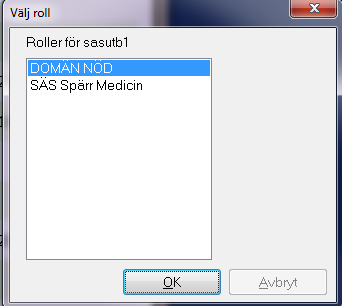 Välj roll
Roller för sasutb1
DOMÄN NÖD
SÄS Spärr Medicin
OK
Avbryt